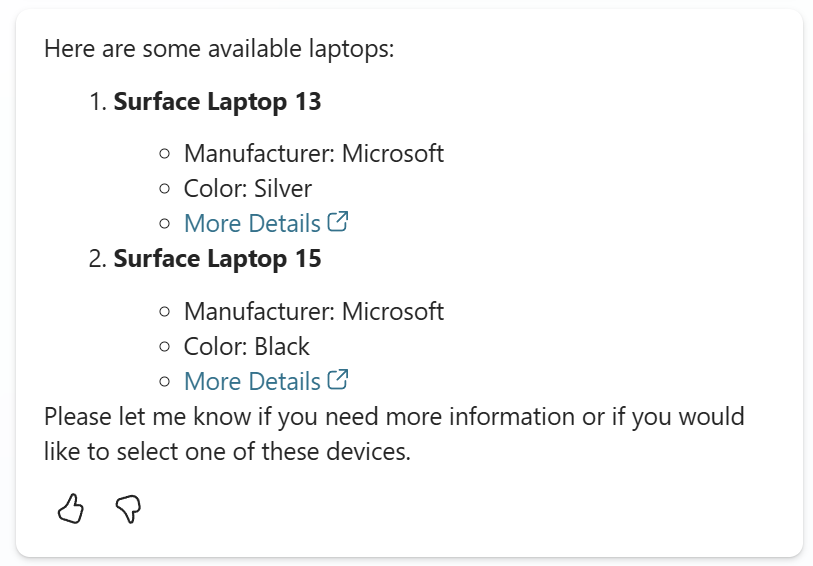 Here are some available laptops:
1. Surface Laptop 13
Manufacturer: Microsoft
Color: Silver
More Details
2. Surface Laptop 15
Manufacturer: Microsoft
Color: Black
More Details
Please let me know if you need more information or if you would
like to select one of these devices.